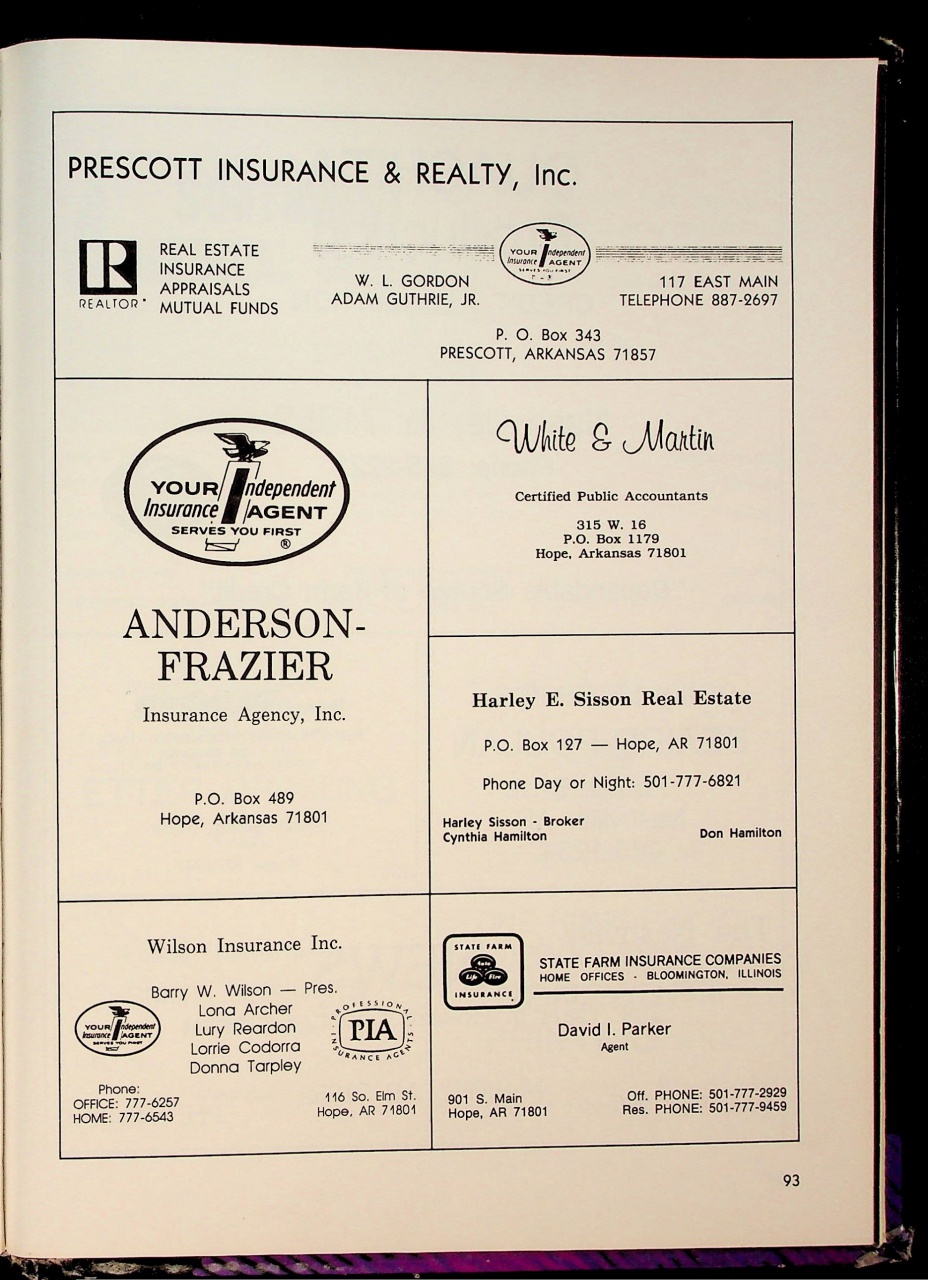 PRESCOTT INSURANCE & REALTY, Inc.
REALTOR®
REAL ESTATE
INSURANCE
APPRAISALS
MUTUAL FUNDS
W. L. GORDON
ADAM GUTHRIE, JR.
YOUR Independent
Insurance AGENT
SERVES YOU FIRST
117 EAST MAIN
TELEPHONE 887-2697
P. O. Box 343
PRESCOTT, ARKANSAS 71857
YOUR Independent
Insurance AGENT
SERVES YOU FIRST
®
ANDERSON-
FRAZIER
Insurance Agency, Inc.
P.O. Box 489
Hope, Arkansas 71801
White & Martin
Certified Public Accountants
315 W. 16
P.O. Box 1179
Hope, Arkansas 71801
Harley E. Sisson Real Estate
P.O. Box 127 — Hope, AR 71801
Phone Day or Night: 501-777-6821
Harley Sisson - Broker
Cynthia Hamilton
Don Hamilton
Wilson Insurance Inc.
Barry W. Wilson — Pres.
Lona Archer
Lury Reardon
Lorrie Codorra
Donna Tarpley
YOUR Independent
Insurance AGENT
SERVES YOU FIRST
PROFESSIONAL
PIA
INSURANCE AGENTS
Phone:
OFFICE: 777-6257
HOME: 777-6543
116 So. Elm St.
Hope, AR 71801
STATE FARM
Auto
Life Fire
INSURANCE
STATE FARM INSURANCE COMPANIES
HOME OFFICES - BLOOMINGTON, ILLINOIS
David I. Parker
Agent
901 S. Main
Hope, AR 71801
Off. PHONE: 501-777-2929
Res. PHONE: 501-777-9459
93